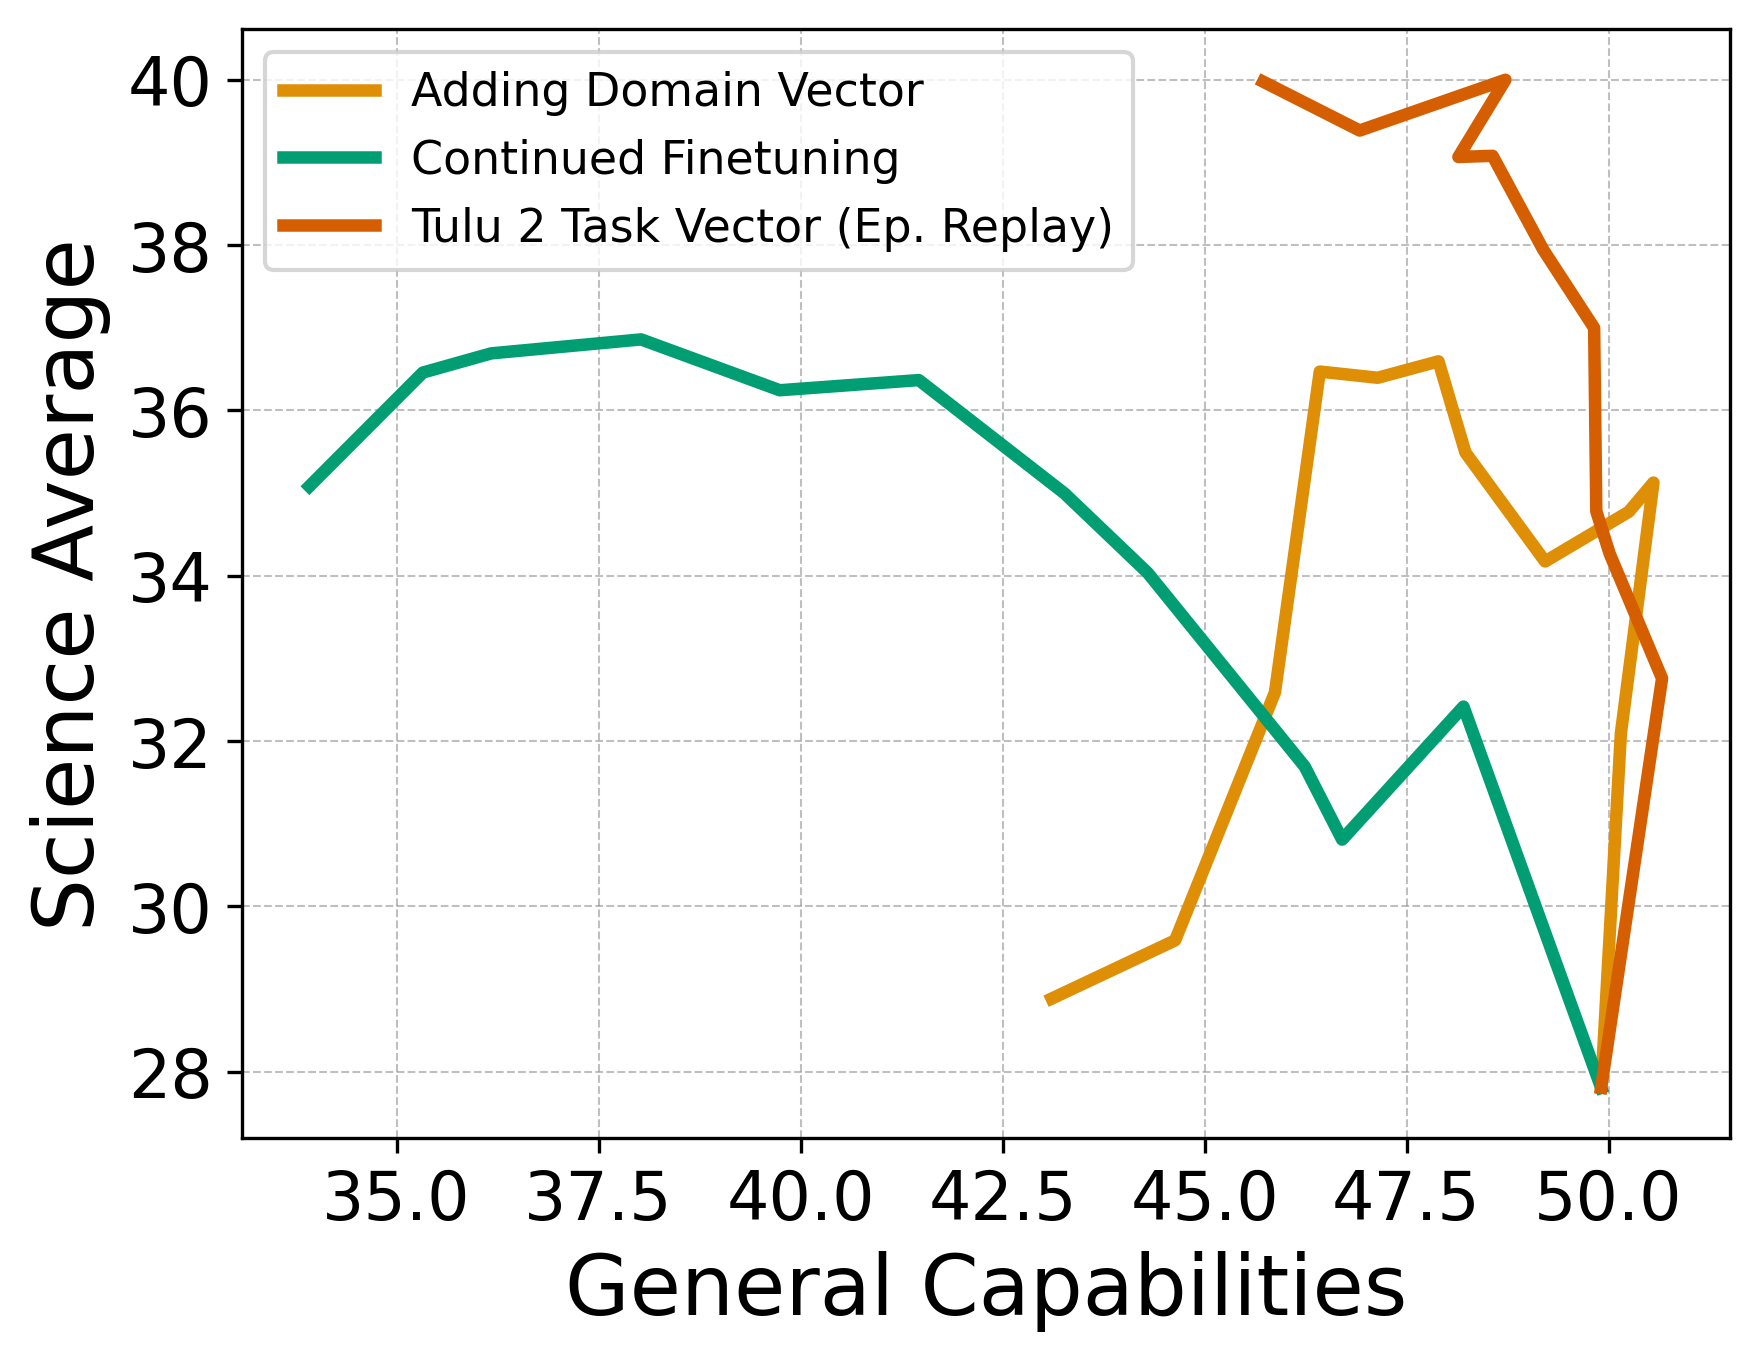 Adding Domain Vector
Continued Finetuning
Tulu 2 Task Vector (Ep. Replay)
Science Average
40
38
36
34
32
30
28
35.0 37.5 40.0 42.5 45.0 47.5 50.0
General Capabilities